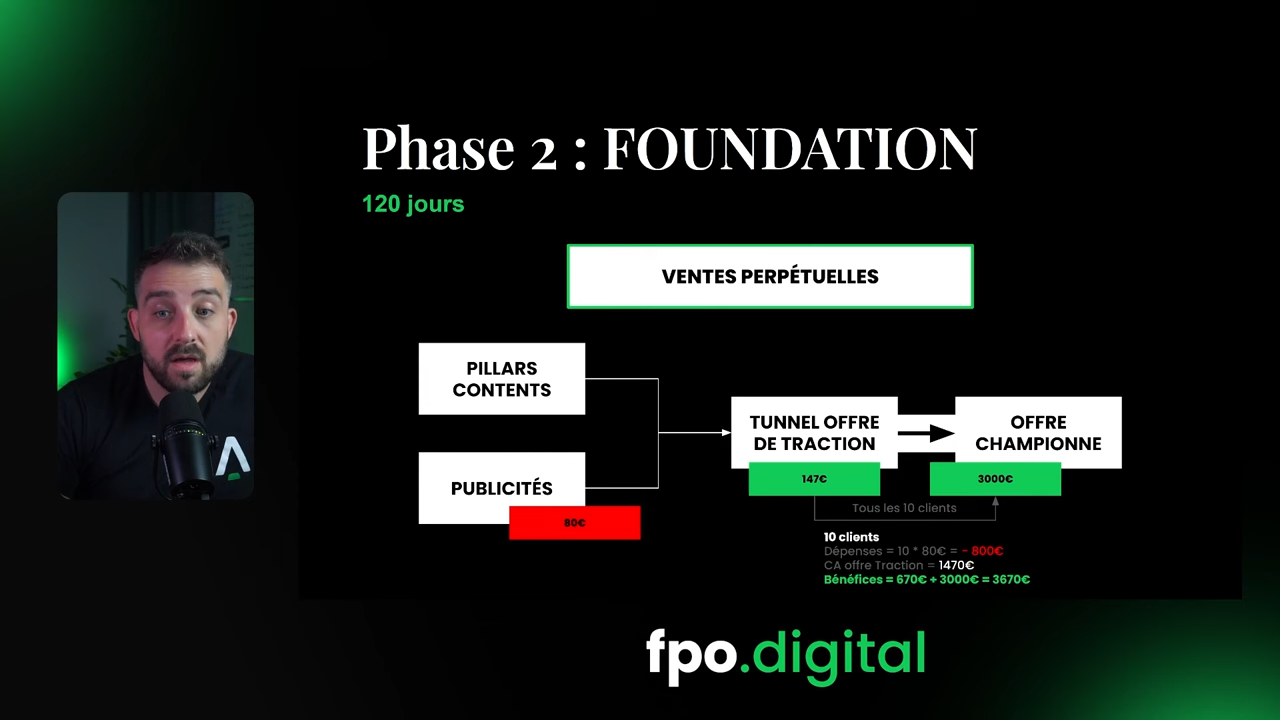 Phase 2 : FOUNDATION
120 jours
VENTES PERPÉTUELLES
PILLARS
CONTENTS
PUBLICITÉS
80€
TUNNEL OFFRE
DE TRACTION
147€
OFFRE
CHAMPIONNE
3000€
Tous les 10 clients
10 clients
Dépenses = 10 * 80€ = - 800€
CA offre Traction = 1470€
Bénéfices = 670€ + 3000€ = 3670€
fpo.digital